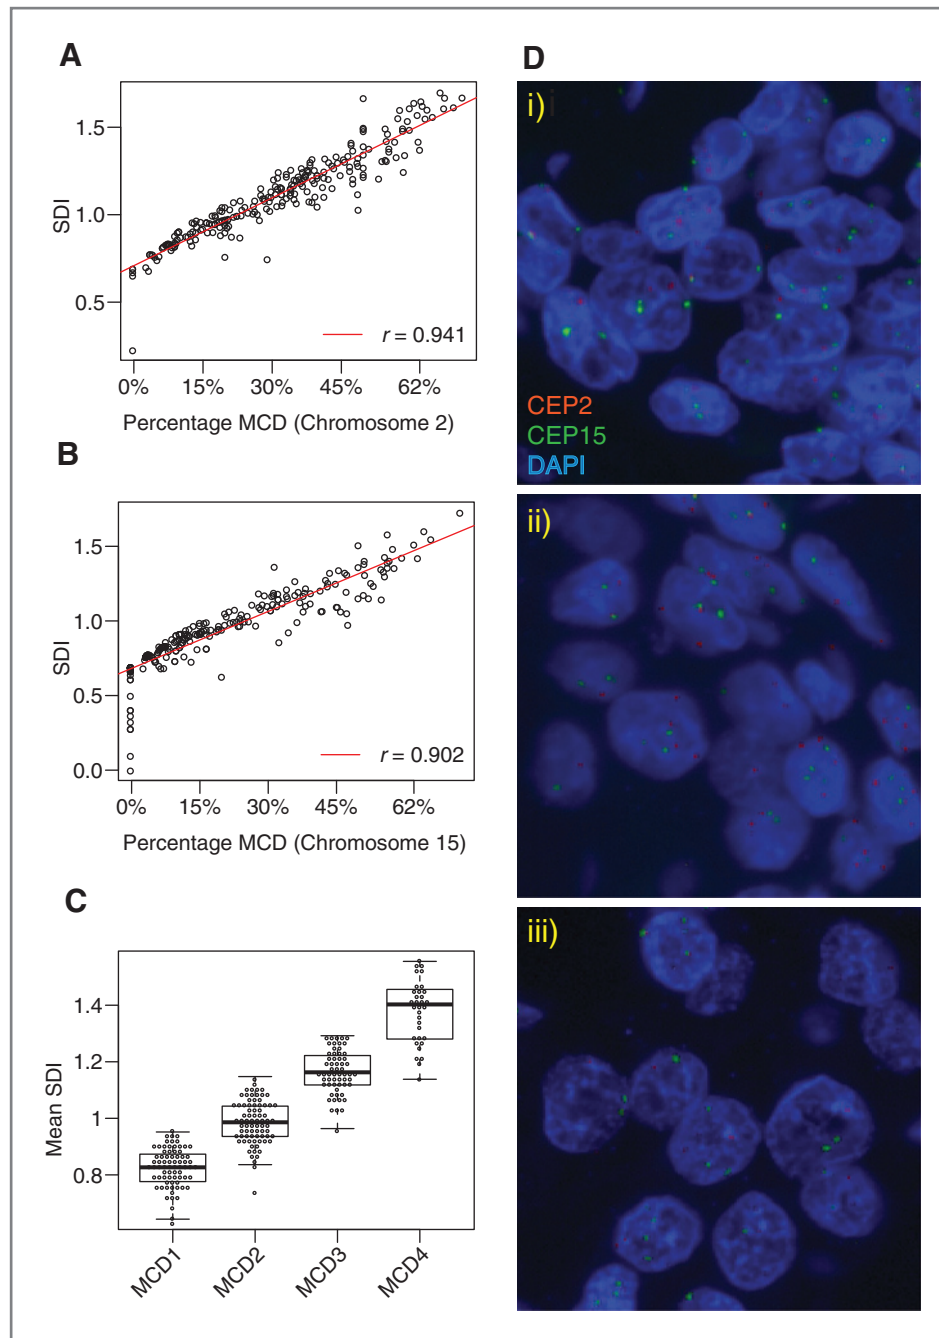 A
1.5
1.0
0.5
SDI
r = 0.941
0% 15% 30% 45% 62%
Percentage MCD (Chromosome 2)
B
1.5
1.0
0.5
0.0
SDI
r = 0.902
0% 15% 30% 45% 62%
Percentage MCD (Chromosome 15)
C
1.4
1.2
1
0.8
Mean SDI
MCD1 MCD2 MCD3 MCD4
D
i) i
CEP2
CEP15
DAPI
ii)
iii)